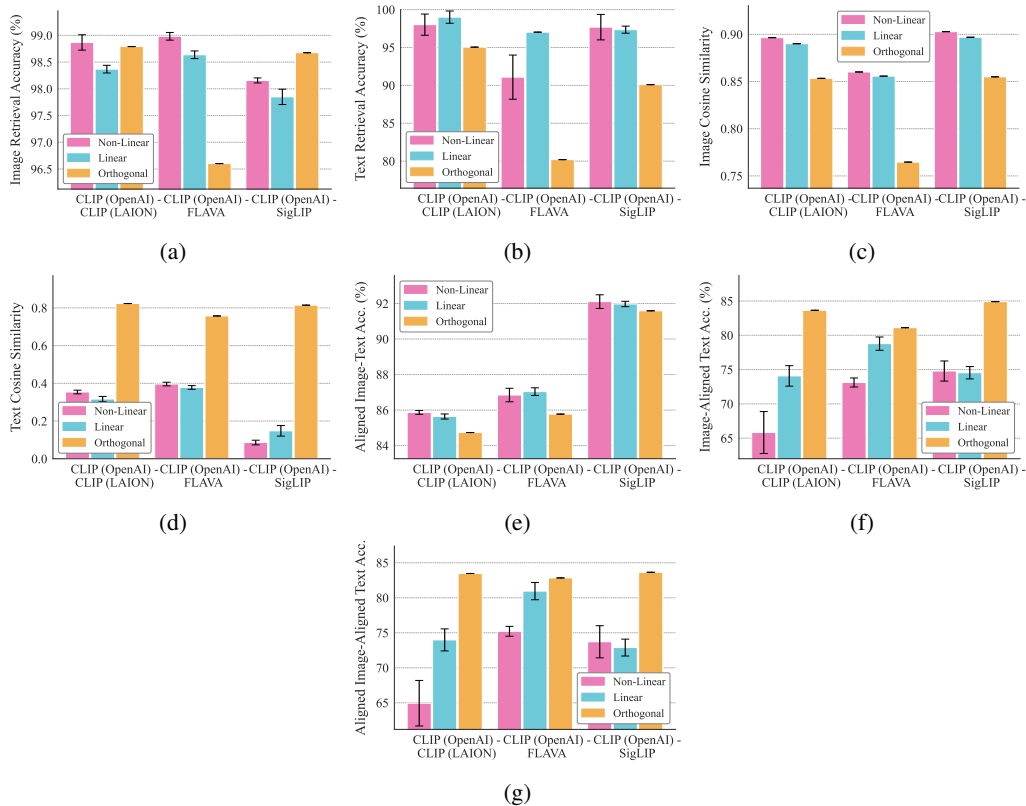 Image Retrieval Accuracy (%)
99.0
98.5
98.0
97.5
97.0
96.5
Non-Linear
Linear
Orthogonal
CLIP (OpenAI) - CLIP (OpenAI) - CLIP (OpenAI) -
CLIP (LAION) FLAVA SigLIP
(a)
Text Retrieval Accuracy (%)
100
95
90
85
80
Non-Linear
Linear
Orthogonal
CLIP (OpenAI) - CLIP (OpenAI) - CLIP (OpenAI) -
CLIP (LAION) FLAVA SigLIP
(b)
Image Cosine Similarity
0.90
0.85
0.80
0.75
Non-Linear
Linear
Orthogonal
CLIP (OpenAI) - CLIP (OpenAI) - CLIP (OpenAI) -
CLIP (LAION) FLAVA SigLIP
(c)
Text Cosine Similarity
0.8
0.6
0.4
0.2
0.0
Non-Linear
Linear
Orthogonal
CLIP (OpenAI) - CLIP (OpenAI) - CLIP (OpenAI) -
CLIP (LAION) FLAVA SigLIP
(d)
Aligned Image-Text Acc. (%)
92
90
88
86
84
Non-Linear
Linear
Orthogonal
CLIP (OpenAI) - CLIP (OpenAI) - CLIP (OpenAI) -
CLIP (LAION) FLAVA SigLIP
(e)
Image-Aligned Text Acc. (%)
85
80
75
70
65
Non-Linear
Linear
Orthogonal
CLIP (OpenAI) - CLIP (OpenAI) - CLIP (OpenAI) -
CLIP (LAION) FLAVA SigLIP
(f)
Aligned Image-Aligned Text Acc.
85
80
75
70
65
Non-Linear
Linear
Orthogonal
CLIP (OpenAI) - CLIP (OpenAI) - CLIP (OpenAI) -
CLIP (LAION) FLAVA SigLIP
(g)